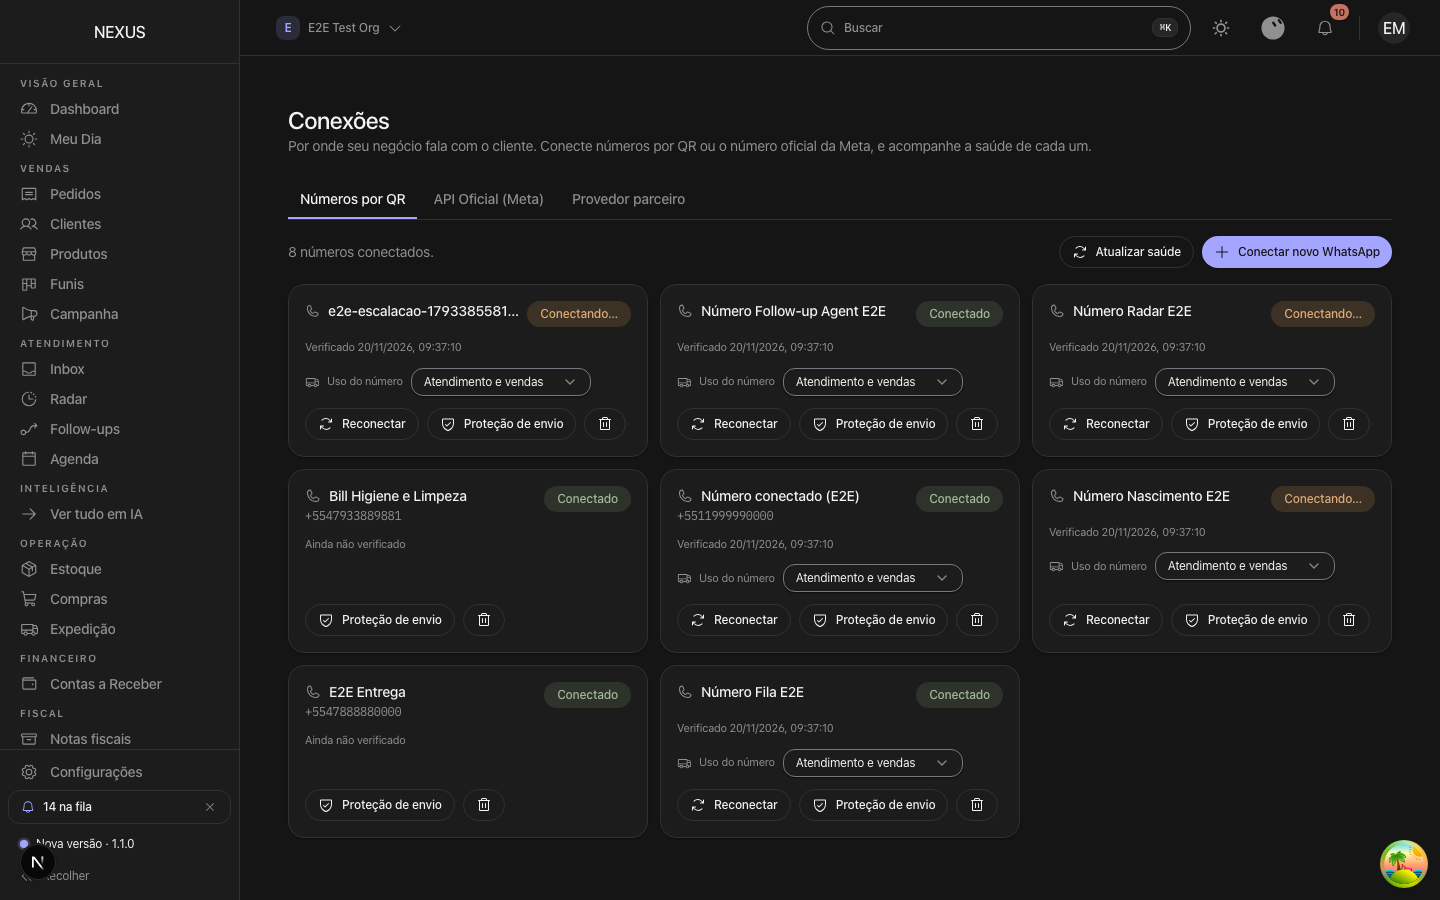 NEXUS
E
E2E Test Org
Buscar
⌘K
10
EM
VISÃO GERAL
Dashboard
Meu Dia
VENDAS
Pedidos
Clientes
Produtos
Funis
Campanha
ATENDIMENTO
Inbox
Radar
Follow-ups
Agenda
INTELIGÊNCIA
Ver tudo em IA
OPERAÇÃO
Estoque
Compras
Expedição
FINANCEIRO
Contas a Receber
FISCAL
Notas fiscais
Configurações
14 na fila
Nova versão · 1.1.0
N
Conexões
Por onde seu negócio fala com o cliente. Conecte números por QR ou o número oficial da Meta, e acompanhe a saúde de cada um.
Números por QR
API Oficial (Meta)
Provedor parceiro
8 números conectados.
Atualizar saúde
Conectar novo WhatsApp
e2e-escalacao-1793385581...
Conectando...
Verificado 20/11/2026, 09:37:10
Uso do número
Atendimento e vendas
Reconectar
Proteção de envio
Número Follow-up Agent E2E
Conectado
Verificado 20/11/2026, 09:37:10
Uso do número
Atendimento e vendas
Reconectar
Proteção de envio
Número Radar E2E
Conectando...
Verificado 20/11/2026, 09:37:10
Uso do número
Atendimento e vendas
Reconectar
Proteção de envio
Bill Higiene e Limpeza
Conectado
+5547933889881
Ainda não verificado
Proteção de envio
Número conectado (E2E)
Conectado
+5511999990000
Verificado 20/11/2026, 09:37:10
Uso do número
Atendimento e vendas
Reconectar
Proteção de envio
Número Nascimento E2E
Conectando...
Verificado 20/11/2026, 09:37:10
Uso do número
Atendimento e vendas
Reconectar
Proteção de envio
E2E Entrega
Conectado
+5547888880000
Ainda não verificado
Proteção de envio
Número Fila E2E
Conectado
Verificado 20/11/2026, 09:37:10
Uso do número
Atendimento e vendas
Reconectar
Proteção de envio